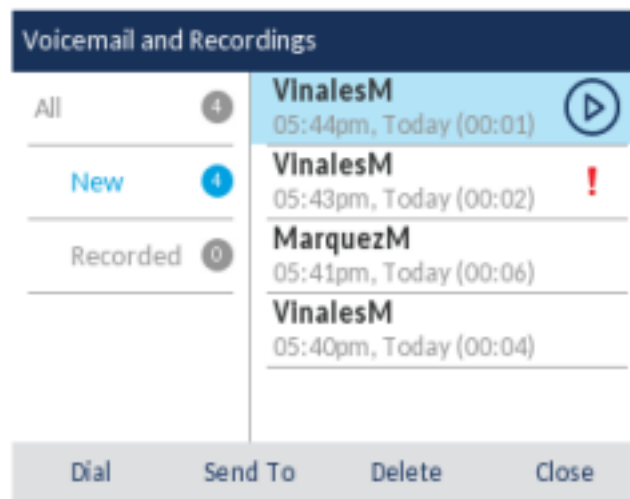 Voicemail and Recordings
All 4
New 4
Recorded 0
VinalesM
05:44pm, Today (00:01)
VinalesM
05:43pm, Today (00:02)
!
MarquezM
05:41pm, Today (00:06)
VinalesM
05:40pm, Today (00:04)
Dial Send To Delete Close